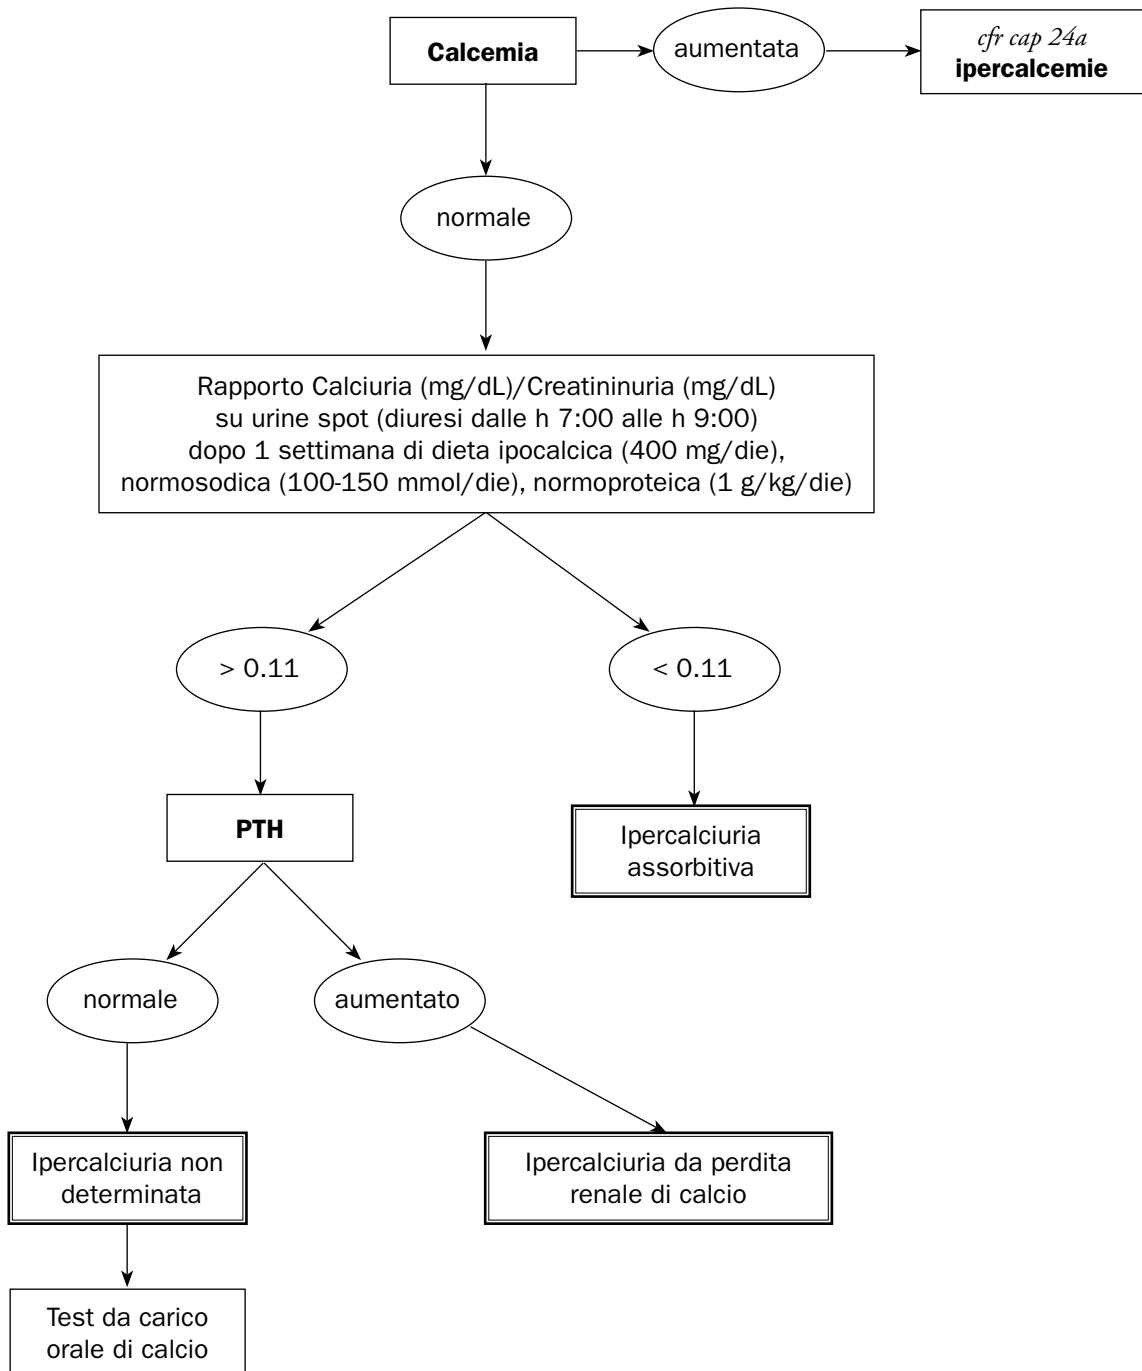 Calcemia
aumentata
cfr cap 24a
ipercalcemie
normale
Rapporto Calciuria (mg/dL)/Creatininuria (mg/dL)
su urine spot (diuresi dalle h 7:00 alle h 9:00)
dopo 1 settimana di dieta ipocalcica (400 mg/die),
normosodica (100-150 mmol/die), normoproteica (1 g/kg/die)
> 0.11
< 0.11
PTH
Ipercalciuria
assorbitiva
normale
aumentato
Ipercalciuria non
determinata
Ipercalciuria da perdita
renale di calcio
Test da carico
orale di calcio